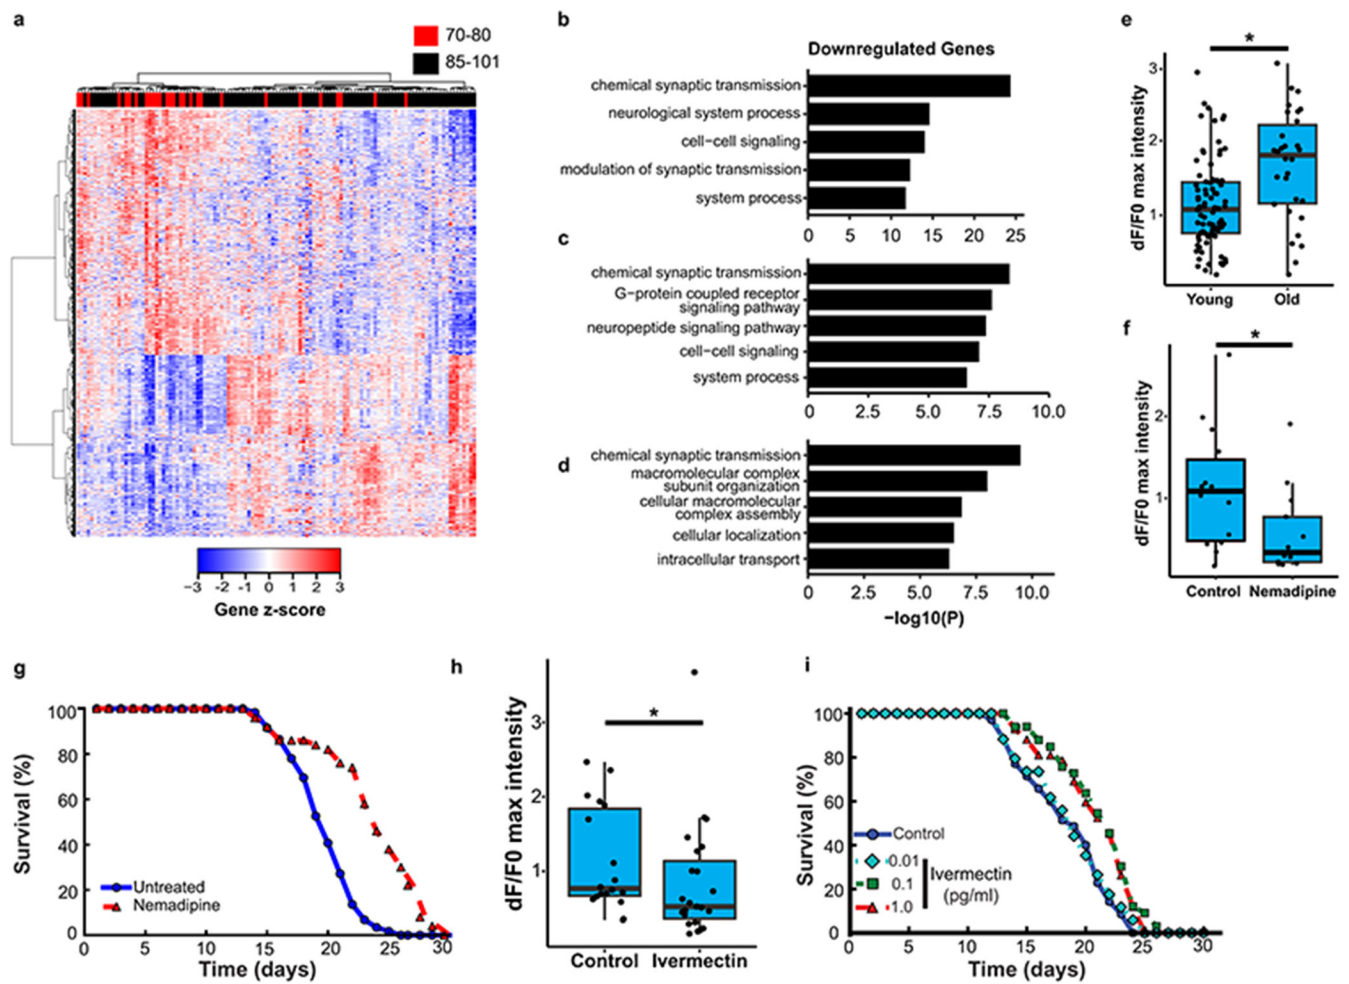 a
70-80
85-101
−3 −2 −1 0 1 2 3
Gene z-score
b
Downregulated Genes
chemical synaptic transmission
neurological system process
cell−cell signaling
modulation of synaptic transmission
system process
0 5 10 15 20 25
c
chemical synaptic transmission
G−protein coupled receptor
signaling pathway
neuropeptide signaling pathway
cell−cell signaling
system process
0 2.5 5.0 7.5 10.0
d
chemical synaptic transmission
macromolecular complex
subunit organization
cellular macromolecular
complex assembly
cellular localization
intracellular transport
0 2.5 5.0 7.5 10.0
−log10(P)
e
*
dF/F0 max intensity
3
2
1
Young Old
f
*
dF/F0 max intensity
2
1
Control Nemadipine
g
Survival (%)
100
80
60
40
20
0
Untreated
Nemadipine
0 5 10 15 20 25 30
Time (days)
h
*
dF/F0 max intensity
3
2
1
Control Ivermectin
i
Survival (%)
100
80
60
40
20
0
Control
0.01
0.1
1.0
Ivermectin
(pg/ml)
0 5 10 15 20 25 30
Time (days)